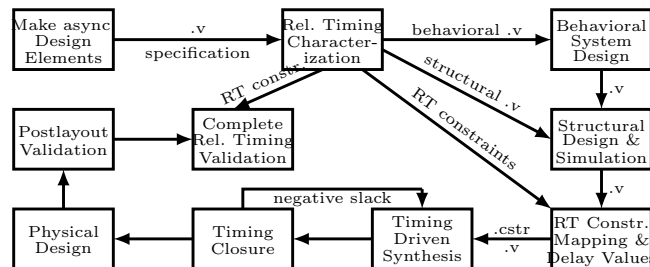 Make async
Design
Elements
.v
specification
Rel. Timing
Character-
ization
behavioral .v
Behavioral
System
Design
structural .v
RT constr.
RT constraints
.v
Postlayout
Validation
Complete
Rel. Timing
Validation
Structural
Design &
Simulation
.v
negative slack
Physical
Design
Timing
Closure
Timing
Driven
Synthesis
.cstr
.v
RT Constr.
Mapping &
Delay Values